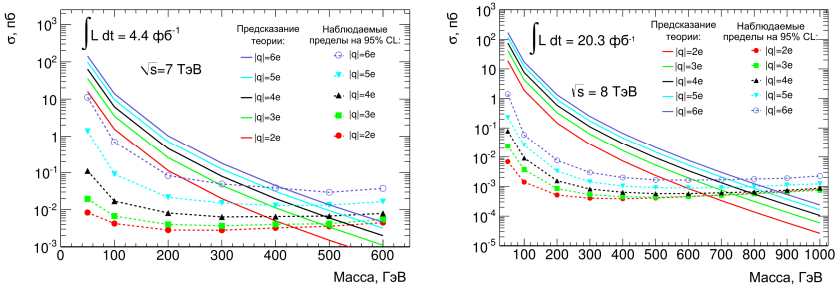 σ, пб
10³
10²
10
1
10⁻¹
10⁻²
10⁻³
∫L dt = 4.4 фб⁻¹
√s=7 ТэВ
Предсказание
теории:
|q|=6e
|q|=5e
|q|=4e
|q|=3e
|q|=2e
Наблюдаемые
пределы на 95% CL:
|q|=6e
|q|=5e
|q|=4e
|q|=3e
|q|=2e
0 100 200 300 400 500 600
Масса, ГэВ
σ, пб
10³
10²
10
1
10⁻¹
10⁻²
10⁻³
10⁻⁴
10⁻⁵
∫L dt = 20.3 фб⁻¹
√s = 8 ТэВ
Предсказание
теории:
|q|=2e
|q|=3e
|q|=4e
|q|=5e
|q|=6e
Наблюдаемые
пределы на 95% CL:
|q|=2e
|q|=3e
|q|=4e
|q|=5e
|q|=6e
100 200 300 400 500 600 700 800 900 1000
Масса, ГэВ